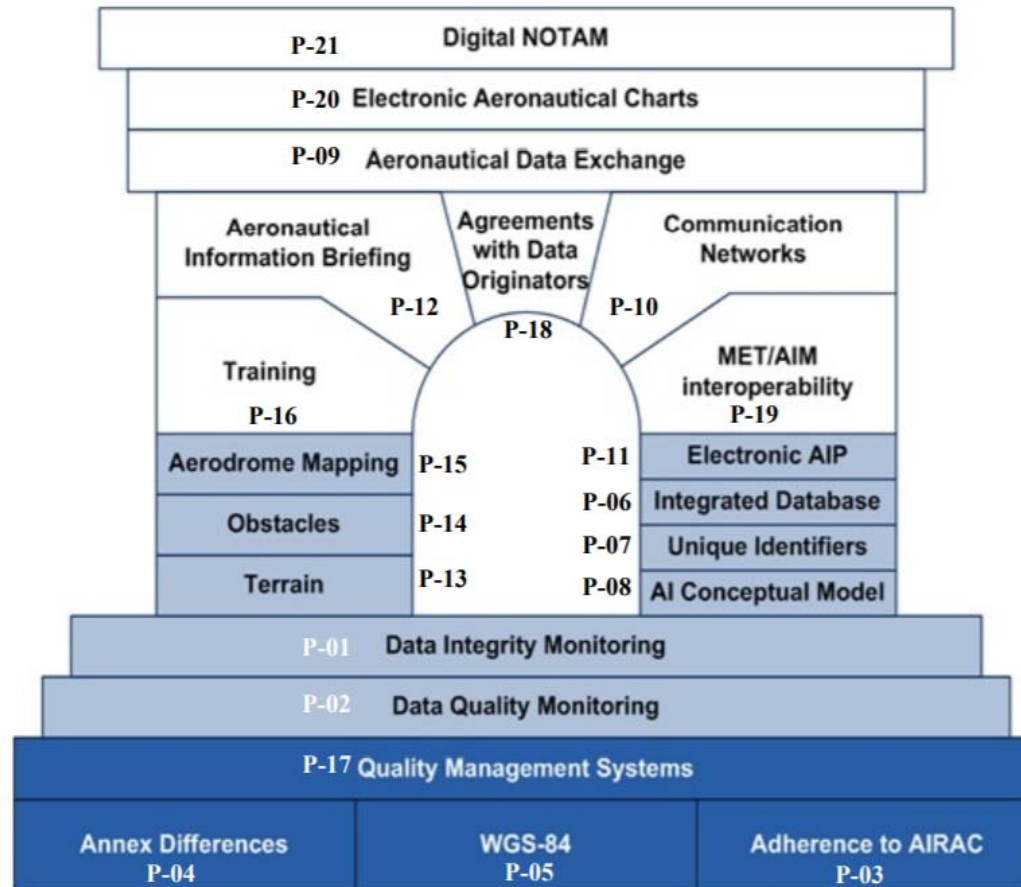 Digital NOTAM
P-21
P-20 Electronic Aeronautical Charts
P-09
Aeronautical Data Exchange
Aeronautical
Information Briefing
P-12
Agreements
with Data
Originators
P-18
Communication
Networks
P-10
Training
P-16
MET/AIM
interoperability
P-19
Aerodrome Mapping P-15
Obstacles P-14
Terrain P-13
P-11 Electronic AIP
P-06 Integrated Database
P-07 Unique Identifiers
P-08 AI Conceptual Model
P-01 Data Integrity Monitoring
P-02 Data Quality Monitoring
P-17 Quality Management Systems
Annex Differences
P-04
WGS-84
P-05
Adherence to AIRAC
P-03